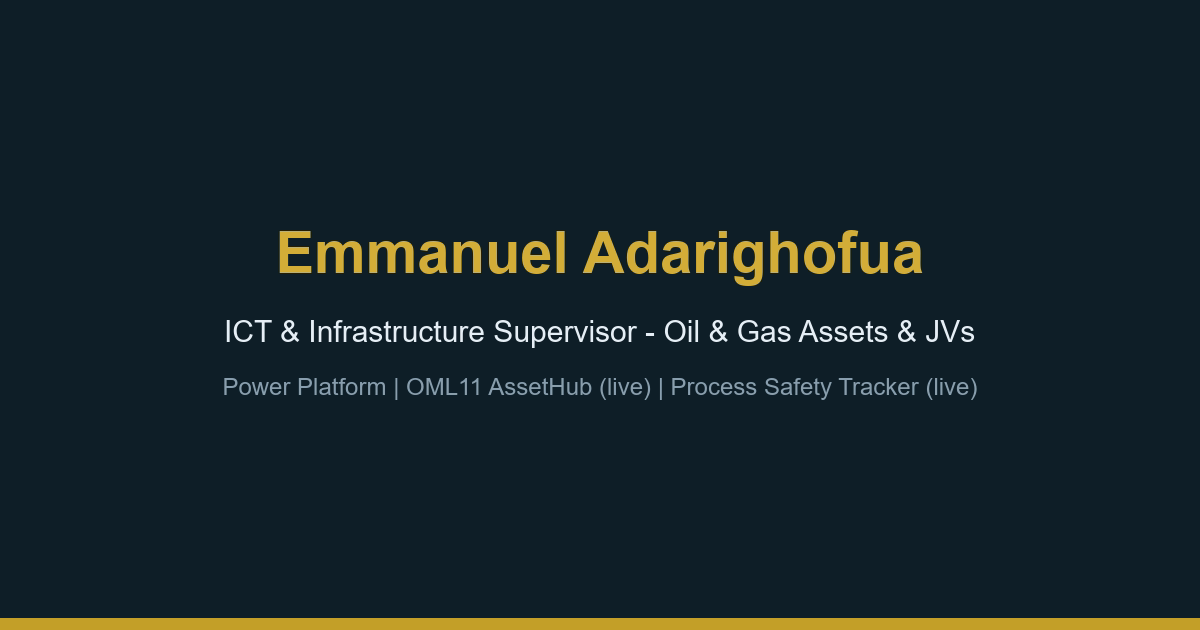 Emmanuel Adarighofua
ICT & Infrastructure Supervisor - Oil & Gas Assets & JVs
Power Platform | OML11 AssetHub (live) | Process Safety Tracker (live)